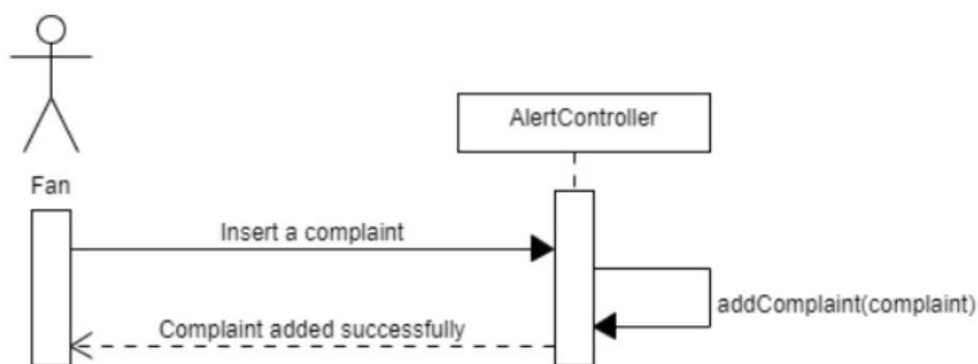 AlertController
Fan
Insert a complaint
addComplaint(complaint)
Complaint added successfully